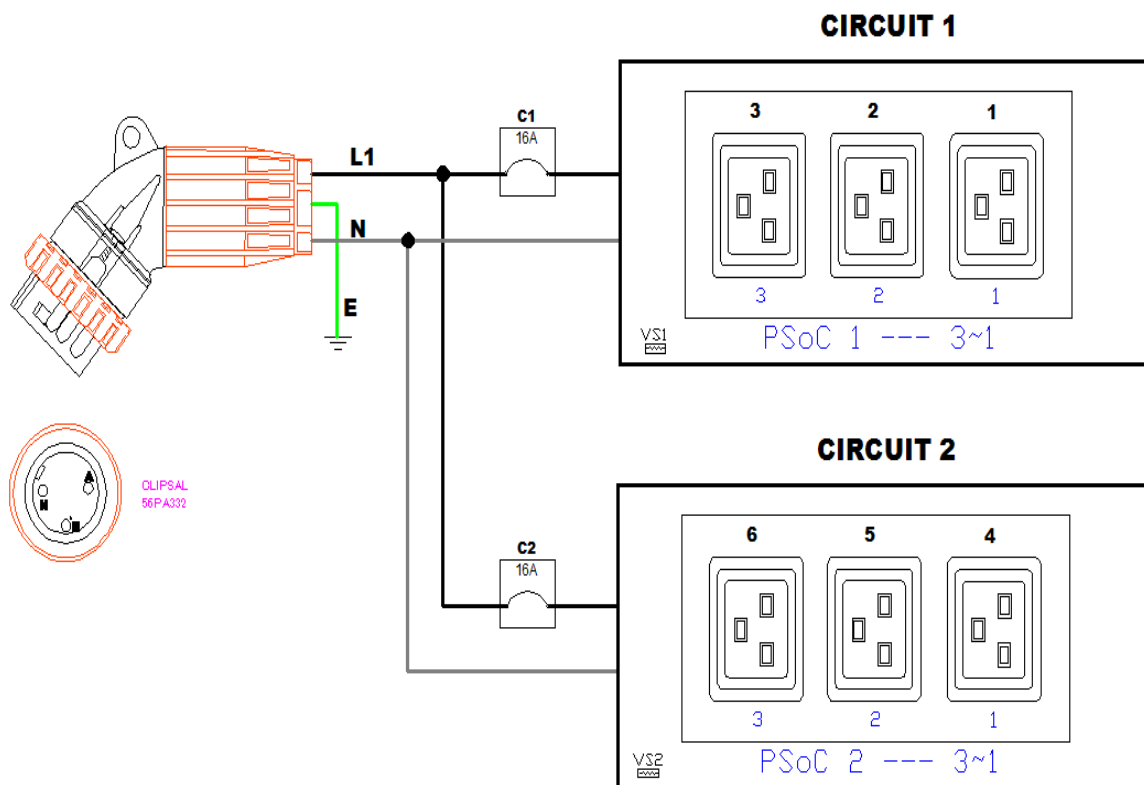 CIRCUIT 1
C1
16A
3 2 1
L1
N
E
3 2 1
VS1
PSoC 1 --- 3~1
CLIPSAL
56PA332
A
N
CIRCUIT 2
C2
16A
6 5 4
3 2 1
VS2
PSoC 2 --- 3~1